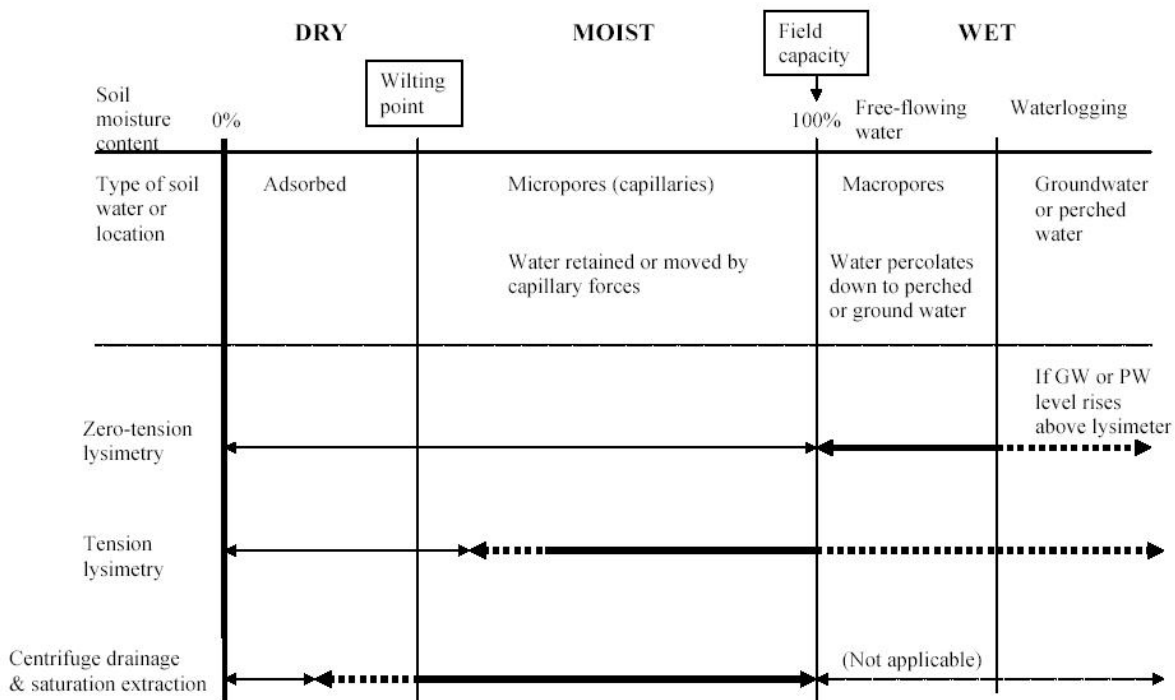 DRY
MOIST
Field
capacity
WET
Wilting
point
Soil
moisture
content
0%
100%
Free-flowing
water
Waterlogging
Type of soil
water or
location
Adsorbed
Micropores (capillaries)
Water retained or moved by
capillary forces
Macropores
Water percolates
down to perched
or ground water
Groundwater
or perched
water
Zero-tension
lysimetry
If GW or PW
level rises
above lysimeter
Tension
lysimetry
Centrifuge drainage
& saturation extraction
(Not applicable)